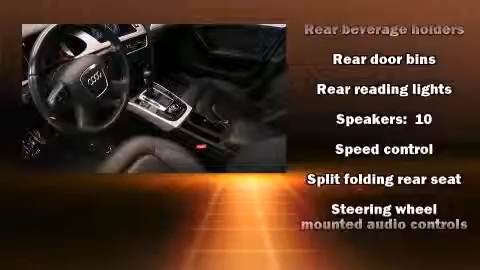 Rear beverage holders
Rear door bins
Rear reading lights
Speakers: 10
Speed control
Split folding rear seat
Steering wheel
mounted audio controls